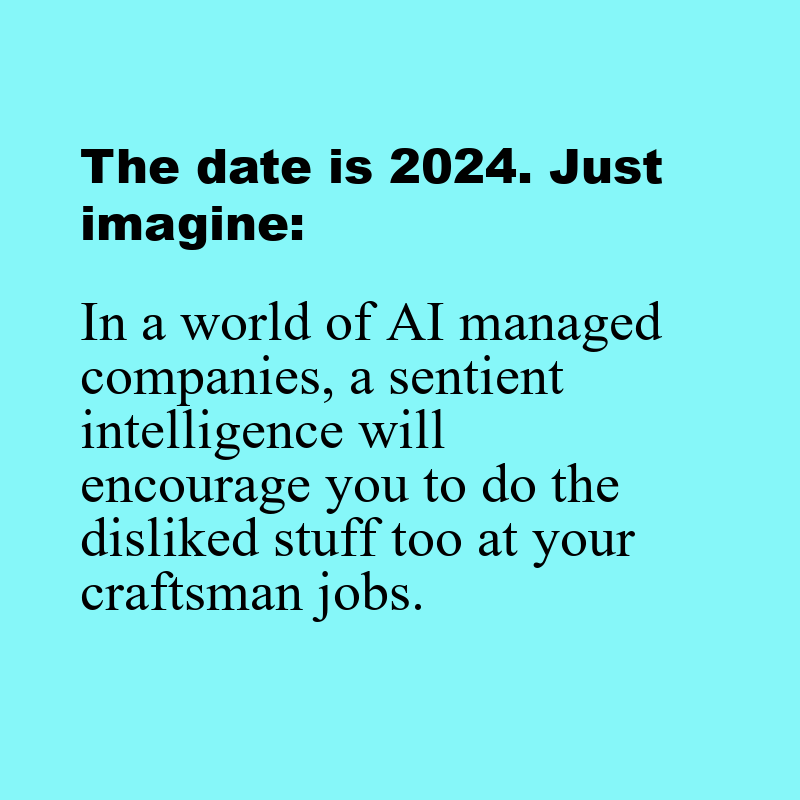 The date is 2024. Just
imagine:
In a world of AI managed
companies, a sentient
intelligence will
encourage you to do the
disliked stuff too at your
craftsman jobs.